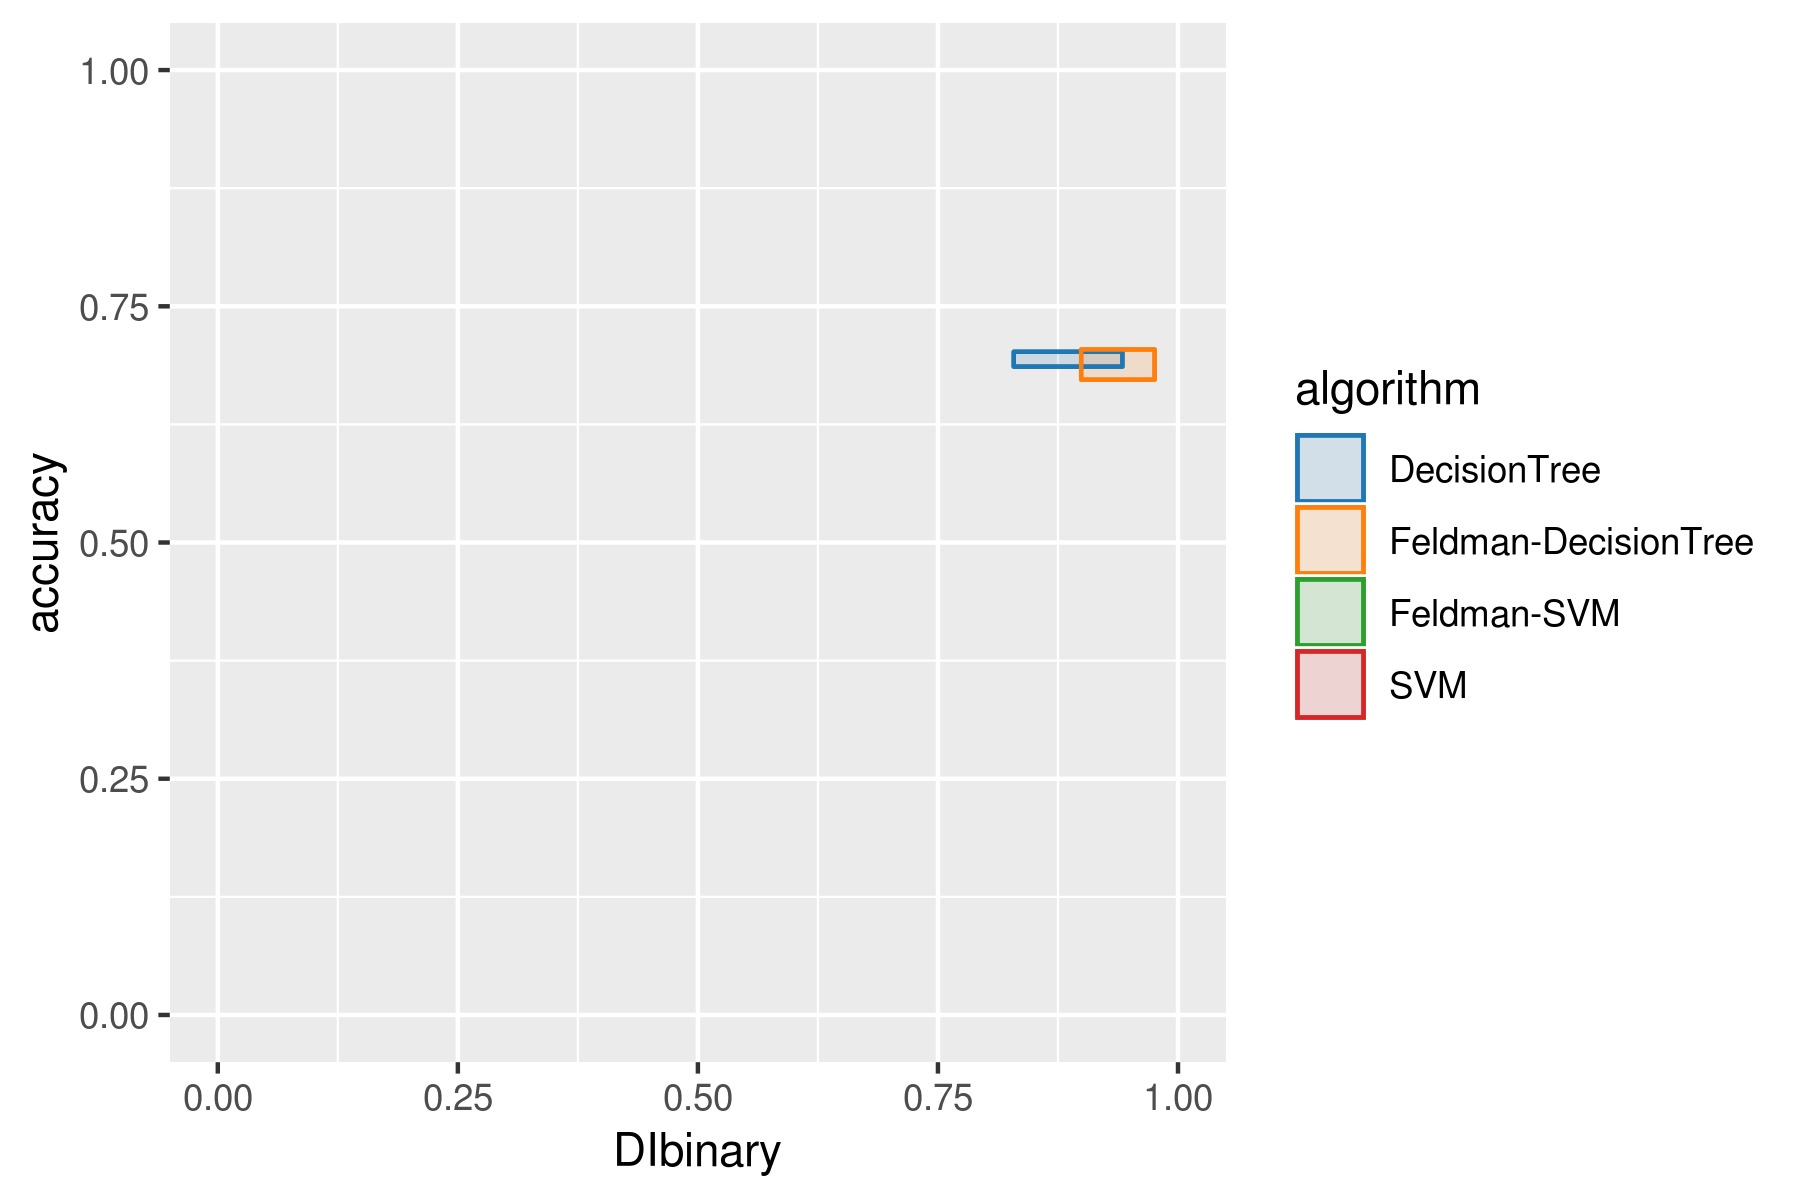 1.00
0.75
0.50
0.25
0.00
accuracy
0.00 0.25 0.50 0.75 1.00
DIbinary
algorithm
DecisionTree
Feldman-DecisionTree
Feldman-SVM
SVM